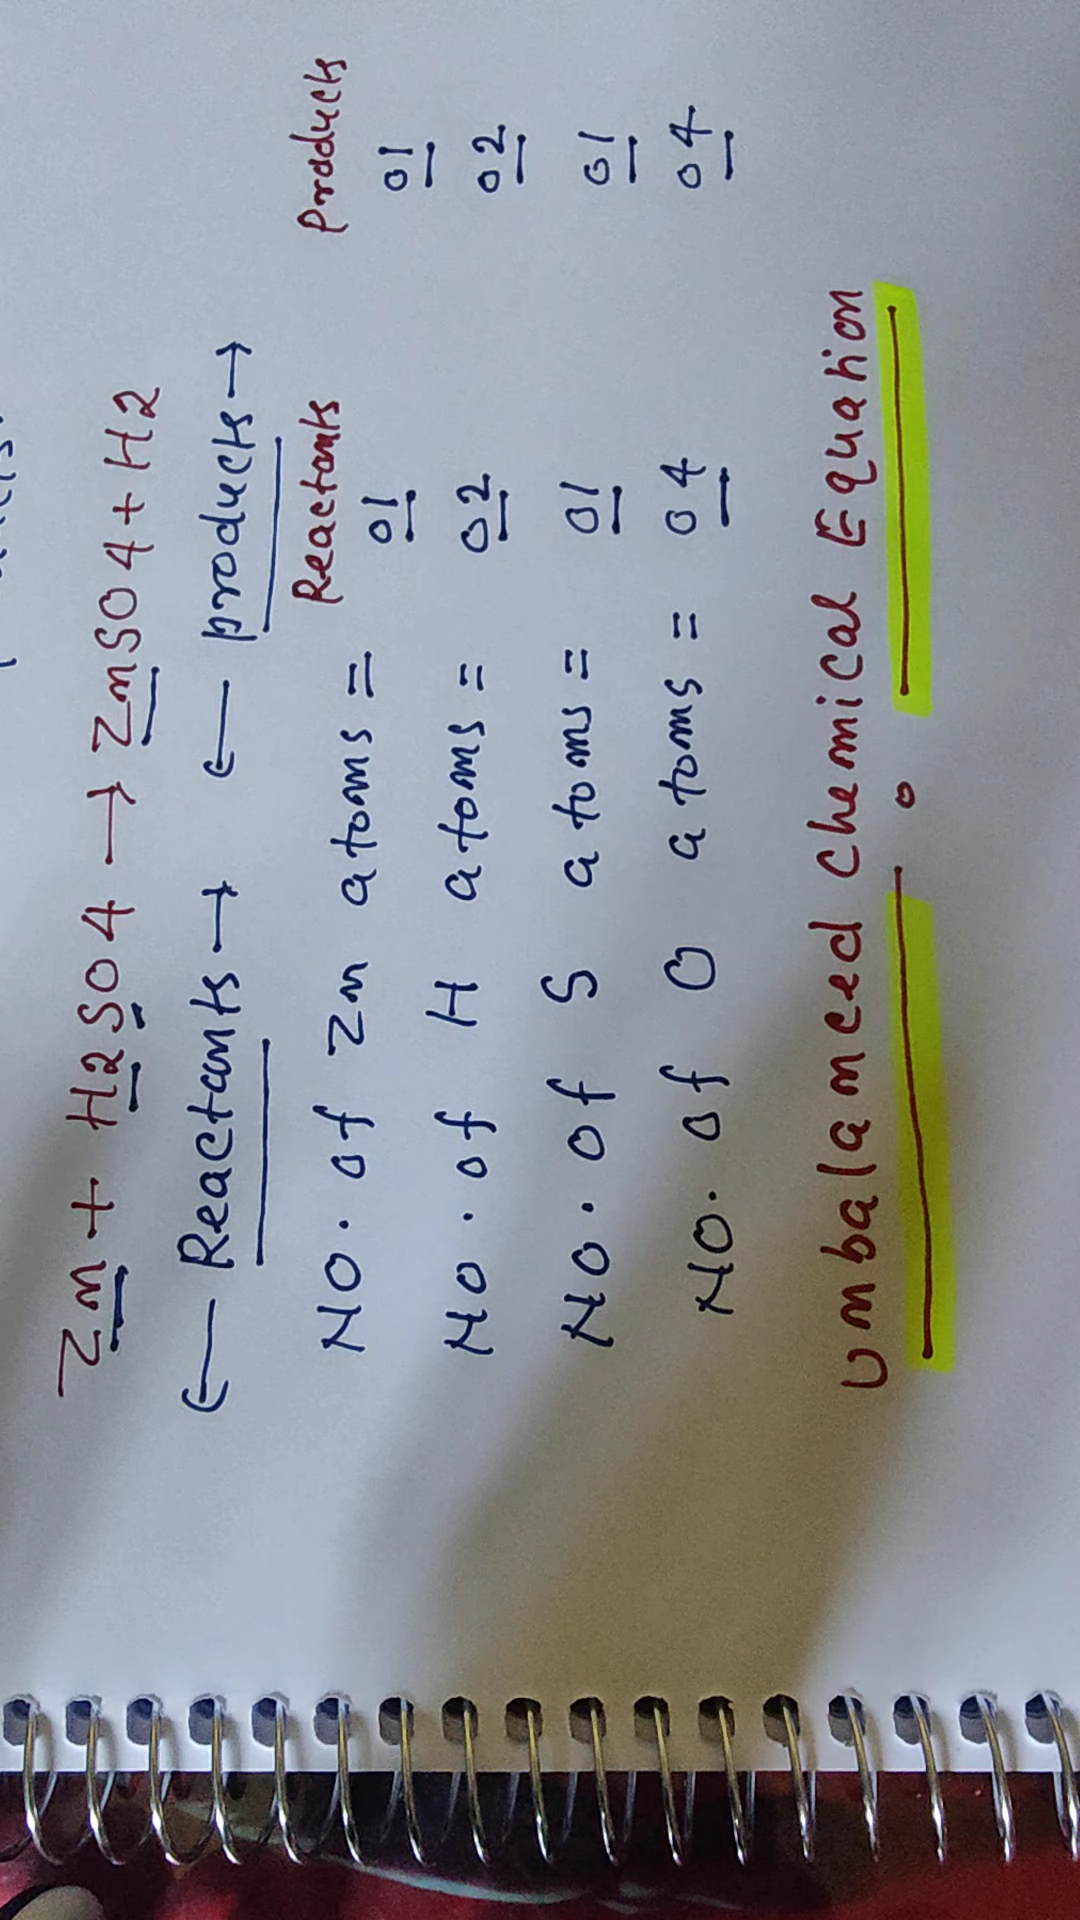 Zn + H2SO4 → ZnSO4 + H2
← Reactants → ← products →
Reactants Products
NO. of Zn atoms = 01 01
NO. of H atoms = 02 02
NO. of S atoms = 01 01
NO. of O atoms = 04 04
Unbalanced Chemical Equation